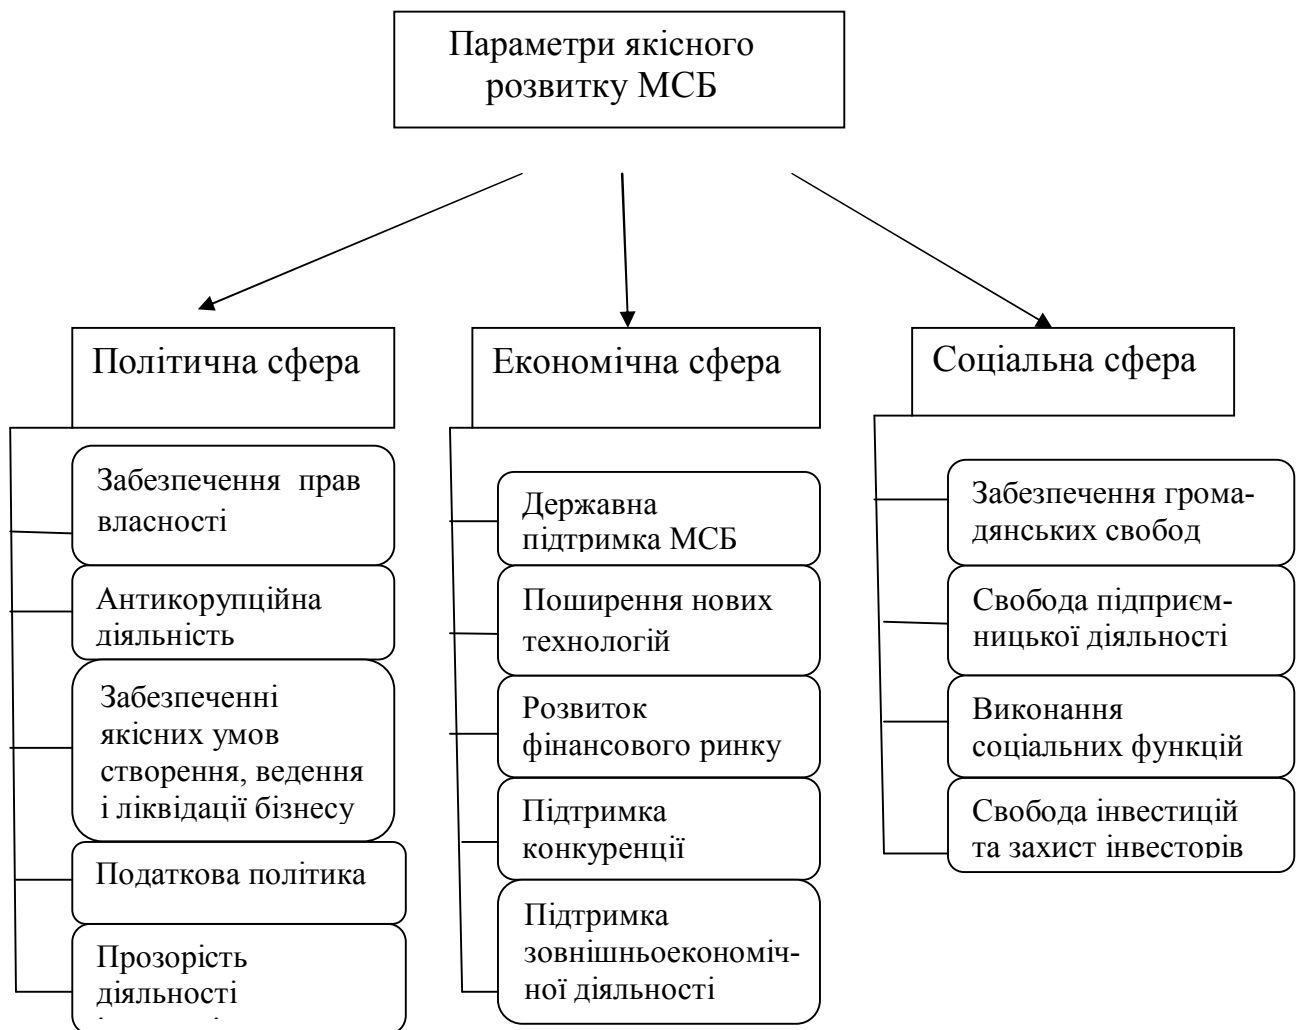 Параметри якісного
розвитку МСБ
Політична сфера
Забезпечення прав
власності
Антикорупційна
діяльність
Забезпеченні
якісних умов
створення, ведення
і ліквідації бізнесу
Податкова політика
Прозорість
діяльності
Економічна сфера
Державна
підтримка МСБ
Поширення нових
технологій
Розвиток
фінансового ринку
Підтримка
конкуренції
Підтримка
зовнішньоекономіч-
ної діяльності
Соціальна сфера
Забезпечення грома-
дянських свобод
Свобода підприєм-
ницької діяльності
Виконання
соціальних функцій
Свобода інвестицій
та захист інвесторів